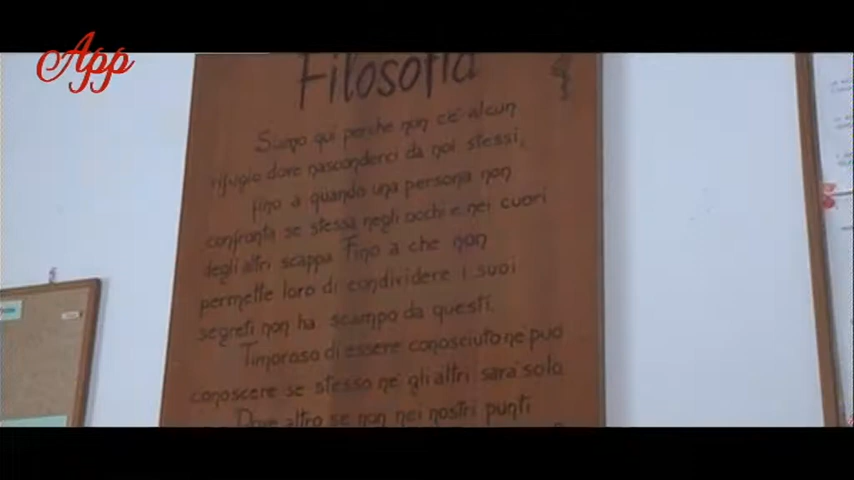 App
Filosofia
Siamo qui perchè non c'è alcun
rifugio dove nasconderci da noi stessi,
fino a quando una persona non
confronta se stessa negli occhi e nei cuori
degli altri scappa Fino a che non
permette loro di condividere i suoi
segreti non ha scampo da questi.
Timoroso di essere conosciuto nè può
conoscere se stesso nè gli altri sarà solo
Dove altro se non nei nostri punti